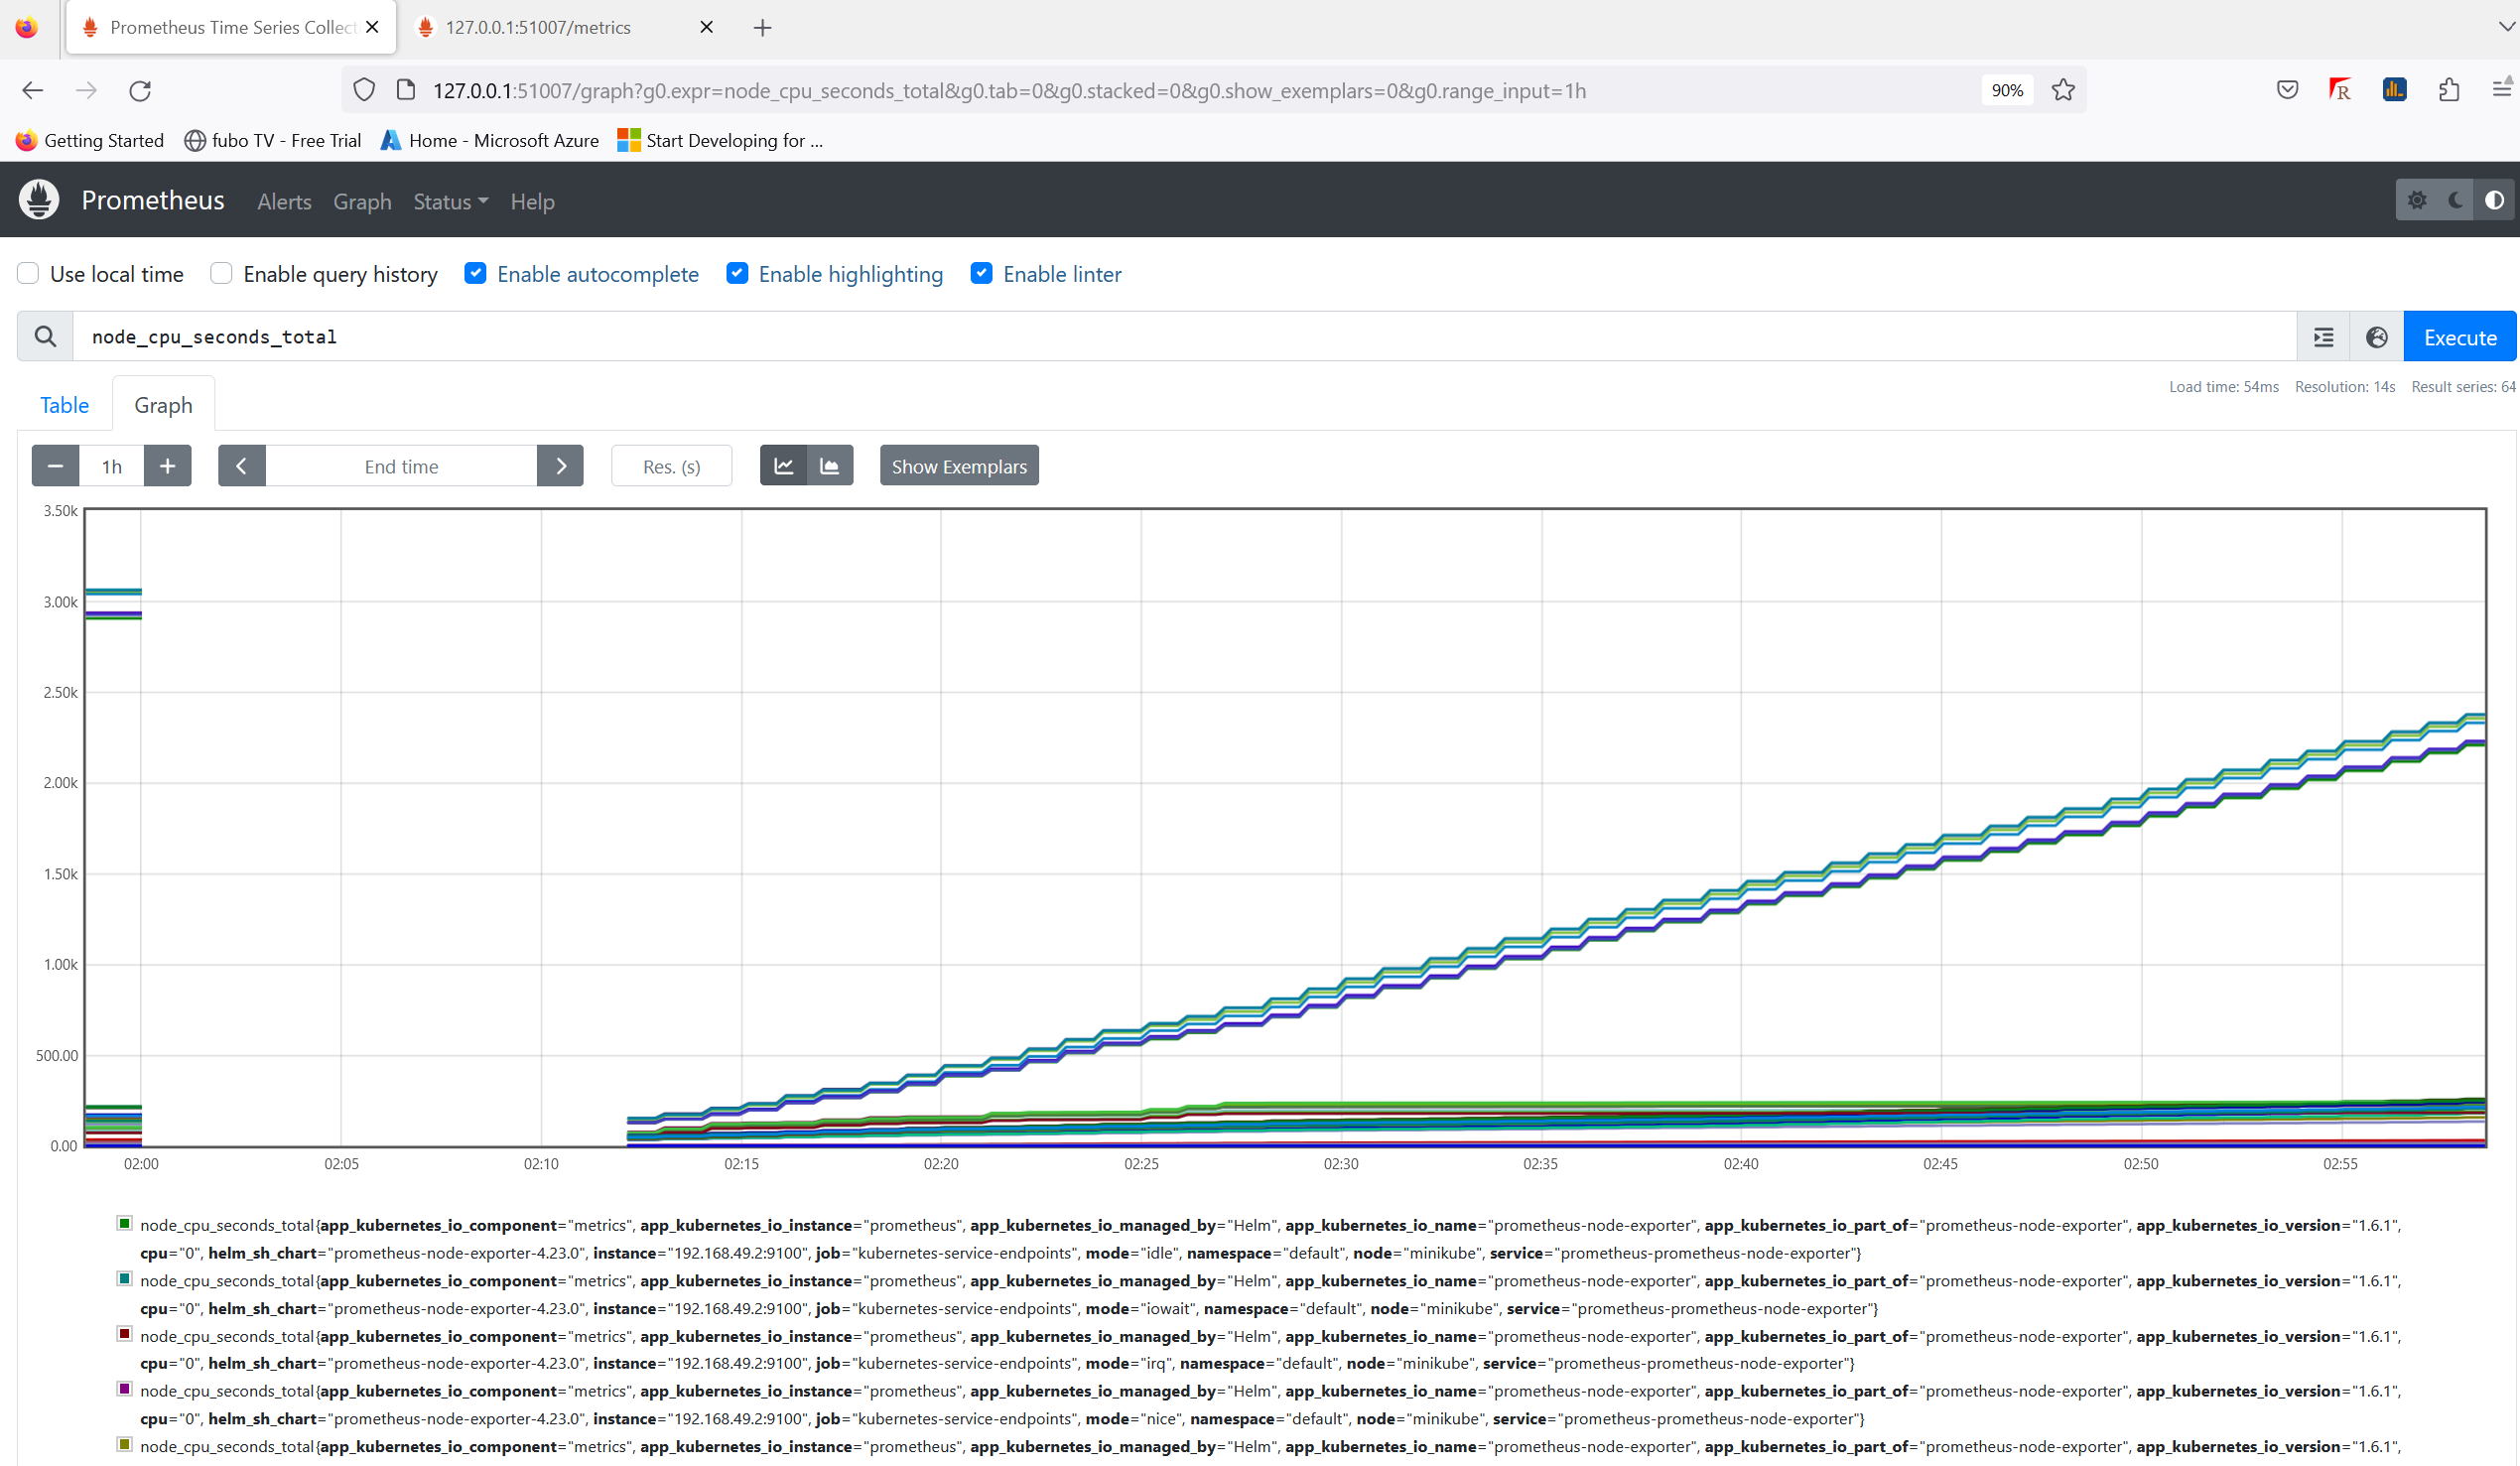 Prometheus Time Series Collect
127.0.0.1:51007/metrics
127.0.0.1:51007/graph?g0.expr=node_cpu_seconds_total&g0.tab=0&g0.stacked=0&g0.show_exemplars=0&g0.range_input=1h
90%
Getting Started fubo TV - Free Trial Home - Microsoft Azure Start Developing for ...
Prometheus Alerts Graph Status Help
Use local time Enable query history Enable autocomplete Enable highlighting Enable linter
node_cpu_seconds_total
Execute
Table Graph
Load time: 54ms Resolution: 14s Result series: 64
1h End time Res. (s) Show Exemplars
3.50k
3.00k
2.50k
2.00k
1.50k
1.00k
500.00
0.00
02:00 02:05 02:10 02:15 02:20 02:25 02:30 02:35 02:40 02:45 02:50 02:55
node_cpu_seconds_total{app_kubernetes_io_component="metrics", app_kubernetes_io_instance="prometheus", app_kubernetes_io_managed_by="Helm", app_kubernetes_io_name="prometheus-node-exporter", app_kubernetes_io_part_of="prometheus-node-exporter", app_kubernetes_io_version="1.6.1",
cpu="0", helm_sh_chart="prometheus-node-exporter-4.23.0", instance="192.168.49.2:9100", job="kubernetes-service-endpoints", mode="idle", namespace="default", node="minikube", service="prometheus-prometheus-node-exporter"}
node_cpu_seconds_total{app_kubernetes_io_component="metrics", app_kubernetes_io_instance="prometheus", app_kubernetes_io_managed_by="Helm", app_kubernetes_io_name="prometheus-node-exporter", app_kubernetes_io_part_of="prometheus-node-exporter", app_kubernetes_io_version="1.6.1",
cpu="0", helm_sh_chart="prometheus-node-exporter-4.23.0", instance="192.168.49.2:9100", job="kubernetes-service-endpoints", mode="iowait", namespace="default", node="minikube", service="prometheus-prometheus-node-exporter"}
node_cpu_seconds_total{app_kubernetes_io_component="metrics", app_kubernetes_io_instance="prometheus", app_kubernetes_io_managed_by="Helm", app_kubernetes_io_name="prometheus-node-exporter", app_kubernetes_io_part_of="prometheus-node-exporter", app_kubernetes_io_version="1.6.1",
cpu="0", helm_sh_chart="prometheus-node-exporter-4.23.0", instance="192.168.49.2:9100", job="kubernetes-service-endpoints", mode="irq", namespace="default", node="minikube", service="prometheus-prometheus-node-exporter"}
node_cpu_seconds_total{app_kubernetes_io_component="metrics", app_kubernetes_io_instance="prometheus", app_kubernetes_io_managed_by="Helm", app_kubernetes_io_name="prometheus-node-exporter", app_kubernetes_io_part_of="prometheus-node-exporter", app_kubernetes_io_version="1.6.1",
cpu="0", helm_sh_chart="prometheus-node-exporter-4.23.0", instance="192.168.49.2:9100", job="kubernetes-service-endpoints", mode="nice", namespace="default", node="minikube", service="prometheus-prometheus-node-exporter"}
node_cpu_seconds_total{app_kubernetes_io_component="metrics", app_kubernetes_io_instance="prometheus", app_kubernetes_io_managed_by="Helm", app_kubernetes_io_name="prometheus-node-exporter", app_kubernetes_io_part_of="prometheus-node-exporter", app_kubernetes_io_version="1.6.1",